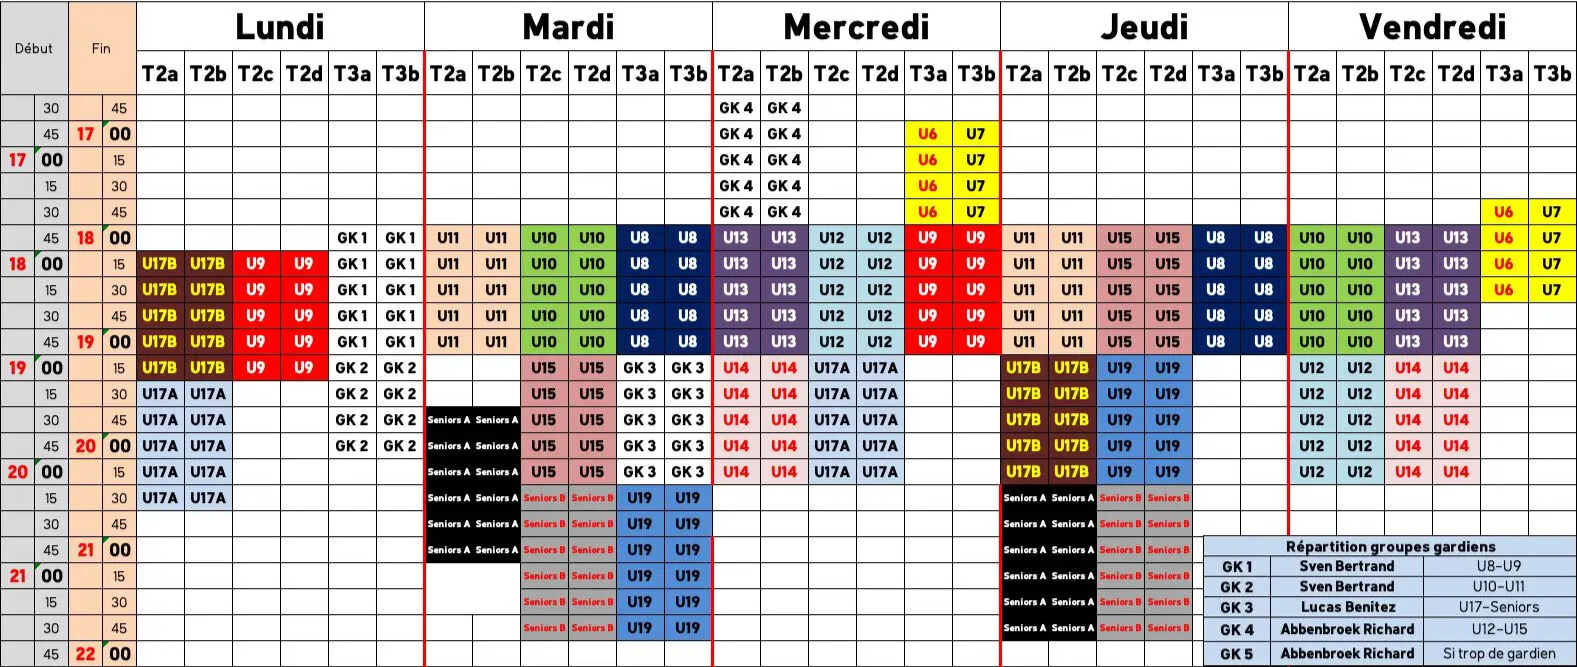 Début Fin Lundi Mardi Mercredi Jeudi Vendredi
T2a T2b T2c T2d T3a T3b T2a T2b T2c T2d T3a T3b T2a T2b T2c T2d T3a T3b T2a T2b T2c T2d T3a T3b T2a T2b T2c T2d T3a T3b
30 45 GK 4 GK 4
45 17 00 GK 4 GK 4 U6 U7
17 00 15 GK 4 GK 4 U6 U7
15 30 GK 4 GK 4 U6 U7
30 45 GK 4 GK 4 U6 U7 U6 U7
45 18 00 GK 1 GK 1 U11 U11 U10 U10 U8 U8 U13 U13 U12 U12 U9 U9 U11 U11 U15 U15 U8 U8 U10 U10 U13 U13 U6 U7
18 00 15 U17B U17B U9 U9 GK 1 GK 1 U11 U11 U10 U10 U8 U8 U13 U13 U12 U12 U9 U9 U11 U11 U15 U15 U8 U8 U10 U10 U13 U13 U6 U7
15 30 U17B U17B U9 U9 GK 1 GK 1 U11 U11 U10 U10 U8 U8 U13 U13 U12 U12 U9 U9 U11 U11 U15 U15 U8 U8 U10 U10 U13 U13 U6 U7
30 45 U17B U17B U9 U9 GK 1 GK 1 U11 U11 U10 U10 U8 U8 U13 U13 U12 U12 U9 U9 U11 U11 U15 U15 U8 U8 U10 U10 U13 U13
45 19 00 U17B U17B U9 U9 GK 1 GK 1 U11 U11 U10 U10 U8 U8 U13 U13 U12 U12 U9 U9 U11 U11 U15 U15 U8 U8 U10 U10 U13 U13
19 00 15 U17B U17B U9 U9 GK 2 GK 2 U15 U15 GK 3 GK 3 U14 U14 U17A U17A U17B U17B U19 U19 U12 U12 U14 U14
15 30 U17A U17A GK 2 GK 2 U15 U15 GK 3 GK 3 U14 U14 U17A U17A U17B U17B U19 U19 U12 U12 U14 U14
30 45 U17A U17A GK 2 GK 2 Seniors A Seniors A U15 U15 GK 3 GK 3 U14 U14 U17A U17A U17B U17B U19 U19 U12 U12 U14 U14
45 20 00 U17A U17A GK 2 GK 2 Seniors A Seniors A U15 U15 GK 3 GK 3 U14 U14 U17A U17A U17B U17B U19 U19 U12 U12 U14 U14
20 00 15 U17A U17A Seniors A Seniors A U15 U15 GK 3 GK 3 U14 U14 U17A U17A U17B U17B U19 U19 U12 U12 U14 U14
15 30 U17A U17A Seniors A Seniors A Seniors B Seniors B U19 U19 Seniors A Seniors A Seniors B Seniors B
30 45 Seniors A Seniors A Seniors B Seniors B U19 U19 Seniors A Seniors A Seniors B Seniors B
45 21 00 Seniors A Seniors A Seniors B Seniors B U19 U19 Seniors A Seniors A Seniors B Seniors B
21 00 15 Seniors B Seniors B U19 U19 Seniors A Seniors A Seniors B Seniors B
15 30 Seniors B Seniors B U19 U19 Seniors A Seniors A Seniors B Seniors B
30 45 Seniors B Seniors B U19 U19 Seniors A Seniors A Seniors B Seniors B
45 22 00
Répartition groupes gardiens
GK 1 Sven Bertrand U8-U9
GK 2 Sven Bertrand U10-U11
GK 3 Lucas Benitez U17-Seniors
GK 4 Abbenbroek Richard U12-U15
GK 5 Abbenbroek Richard Si trop de gardien